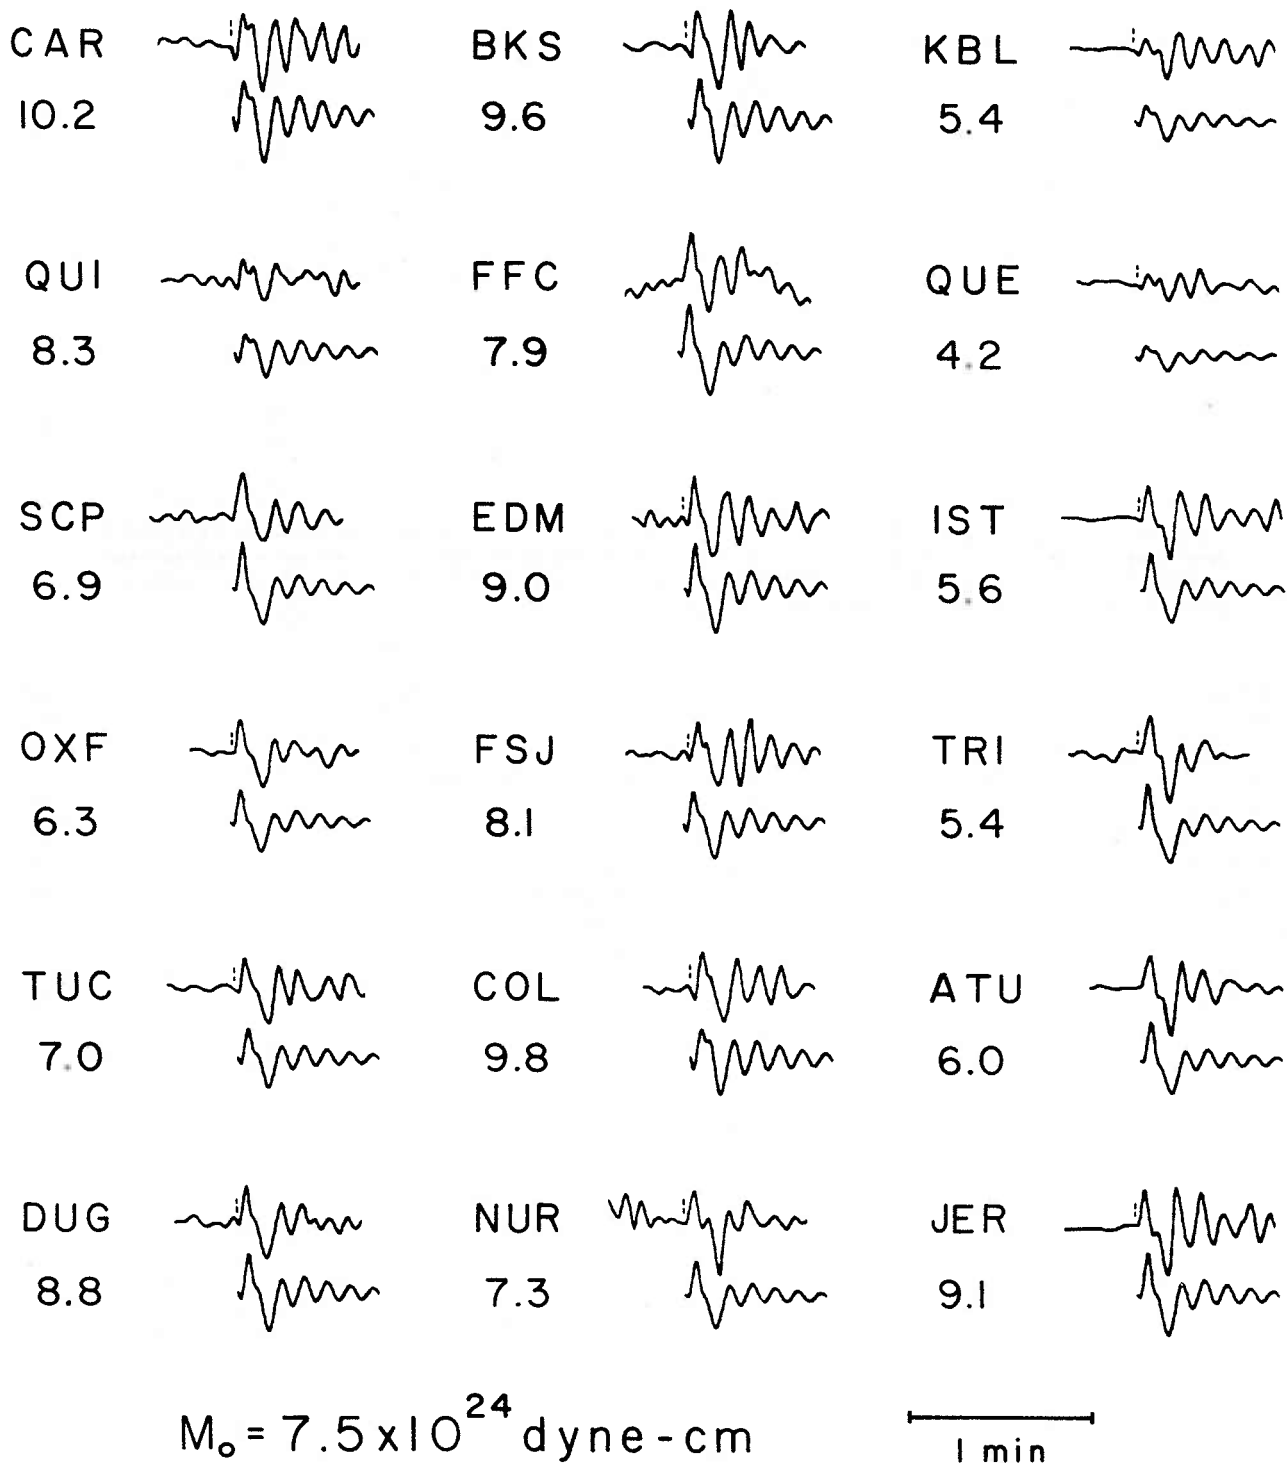 CAR
10.2
QUI
8.3
SCP
6.9
OXF
6.3
TUC
7.0
DUG
8.8
BKS
9.6
FFC
7.9
EDM
9.0
FSJ
8.1
COL
9.8
NUR
7.3
KBL
5.4
QUE
4.2
IST
5.6
TRI
5.4
ATU
6.0
JER
9.1
M₀ = 7.5 x 10²⁴ dyne-cm
1 min